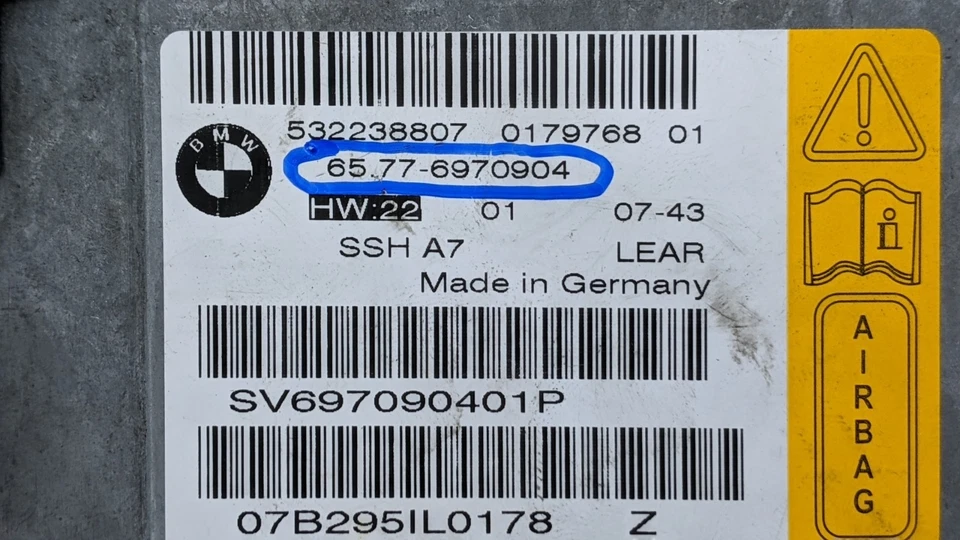 532238807 0179768 01
BMW
65.77-6970904
HW:22 01 07-43
SSH A7 LEAR
Made in Germany
SV697090401P
07B295IL0178 Z
i
AIRBAG